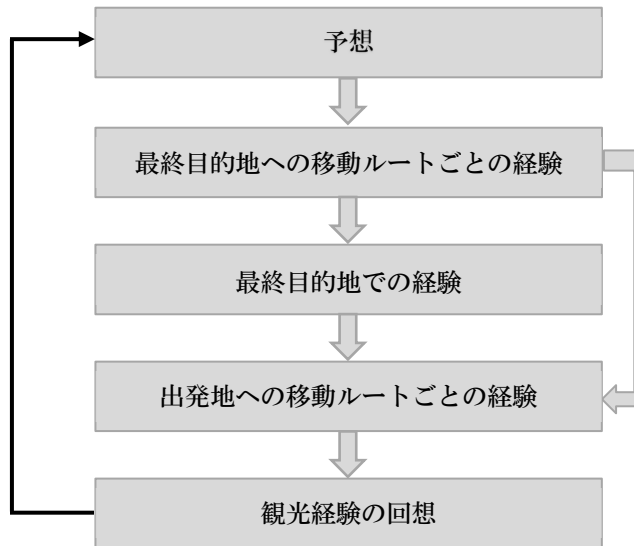 予想
最終目的地への移動ルートごとの経験
最終目的地での経験
出発地への移動ルートごとの経験
観光経験の回想